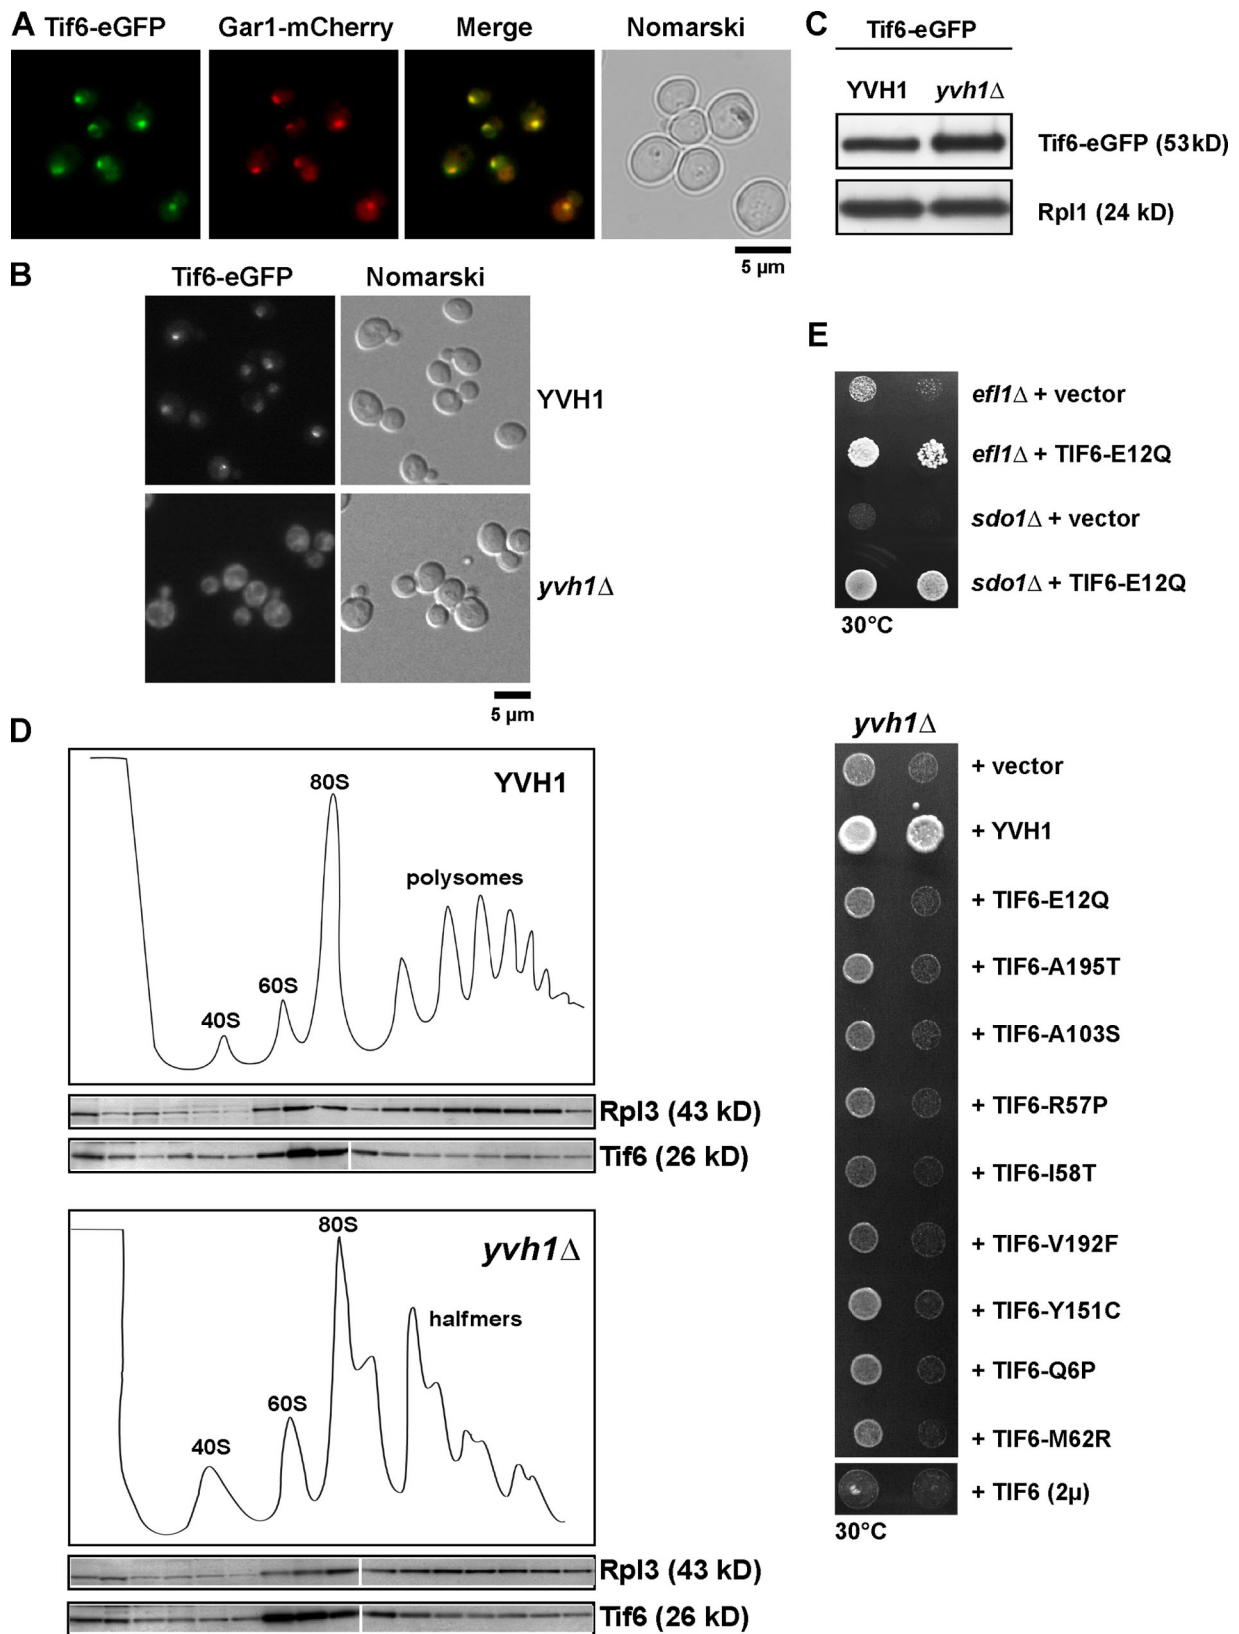 A Tif6-eGFP Gar1-mCherry Merge Nomarski
5 µm
B
Tif6-eGFP Nomarski
YVH1
yvh1Δ
5 µm
C
Tif6-eGFP
YVH1 yvh1Δ
Tif6-eGFP (53kD)
Rpl1 (24 kD)
D
YVH1
80S
polysomes
60S
40S
Rpl3 (43 kD)
Tif6 (26 kD)
80S
yvh1Δ
halfmers
60S
40S
Rpl3 (43 kD)
Tif6 (26 kD)
E
efl1Δ + vector
efl1Δ + TIF6-E12Q
sdo1Δ + vector
sdo1Δ + TIF6-E12Q
30°C
yvh1Δ
+ vector
+ YVH1
+ TIF6-E12Q
+ TIF6-A195T
+ TIF6-A103S
+ TIF6-R57P
+ TIF6-I58T
+ TIF6-V192F
+ TIF6-Y151C
+ TIF6-Q6P
+ TIF6-M62R
+ TIF6 (2µ)
30°C